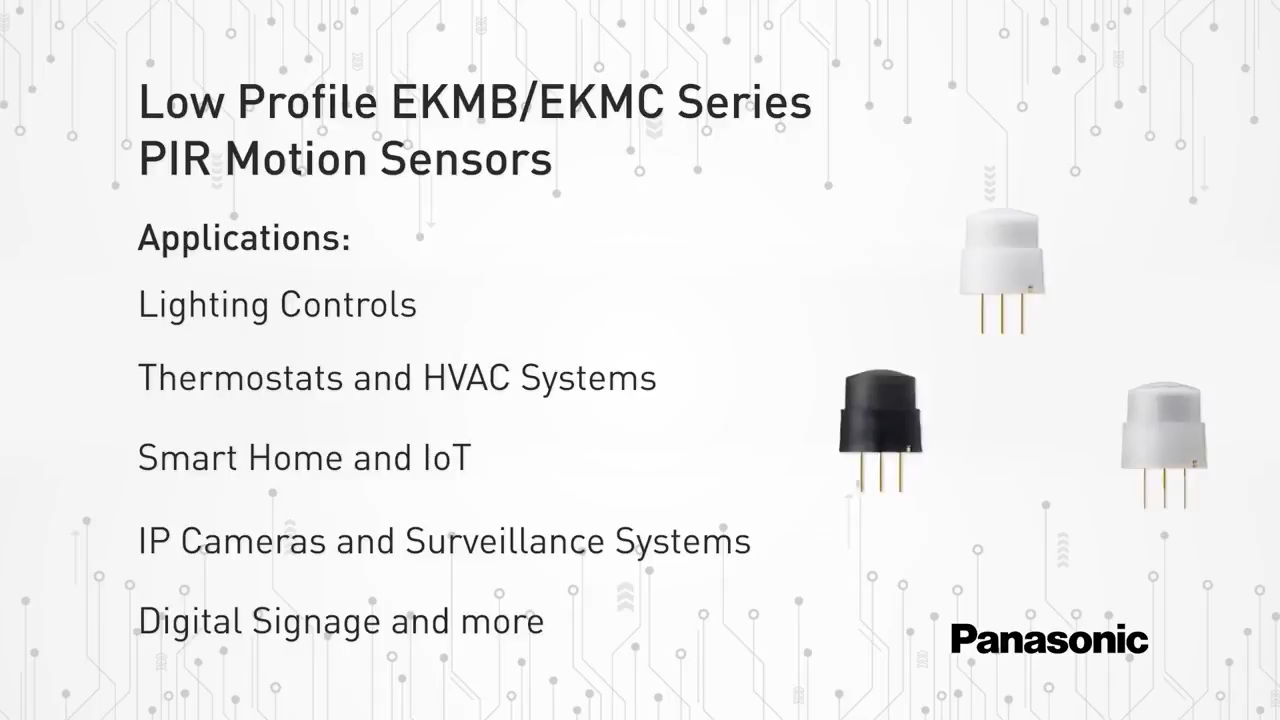 Low Profile EKMB/EKMC Series
PIR Motion Sensors
Applications:
Lighting Controls
Thermostats and HVAC Systems
Smart Home and IoT
IP Cameras and Surveillance Systems
Digital Signage and more
Panasonic